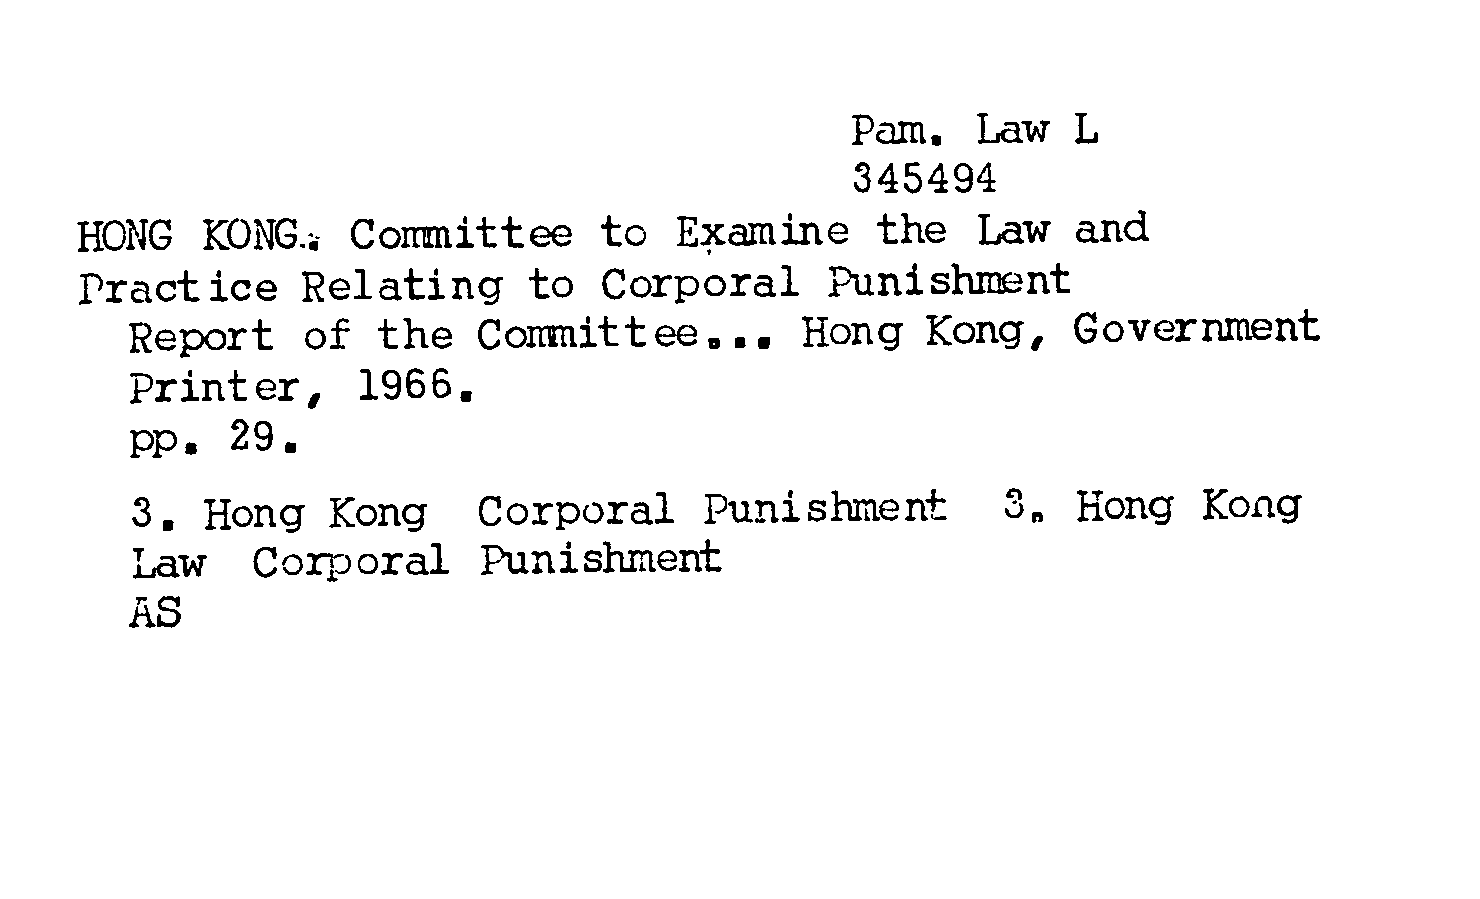 Pam. Law L
345494
HONG KONG. Committee to Examine the Law and
Practice Relating to Corporal Punishment
Report of the Committee... Hong Kong, Government
Printer, 1966.
pp. 29.
3. Hong Kong Corporal Punishment 3. Hong Kong
Law Corporal Punishment
AS